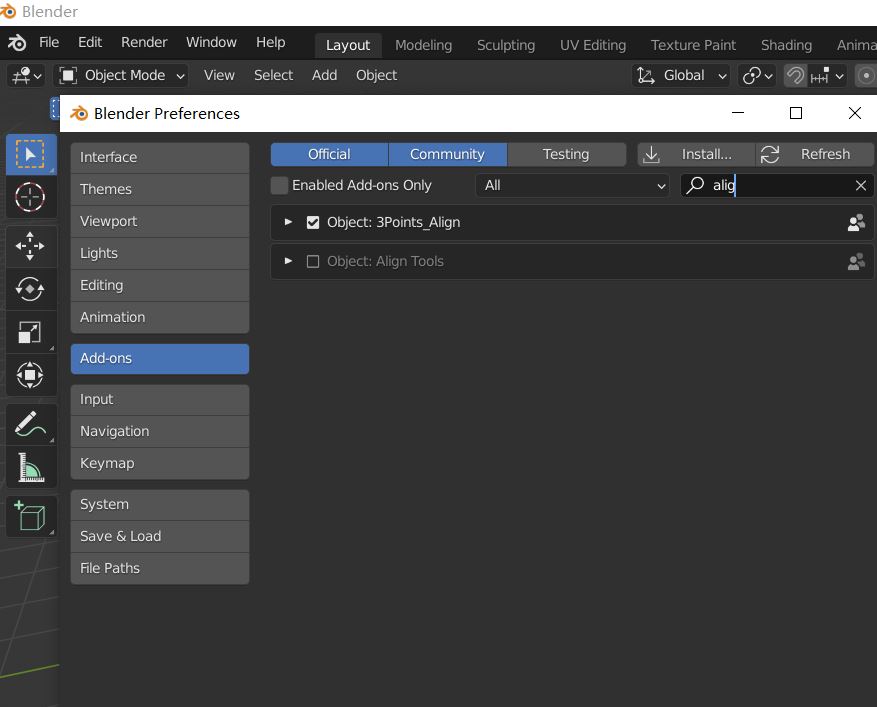 Blender
File Edit Render Window Help Layout Modeling Sculpting UV Editing Texture Paint Shading Anima
Object Mode View Select Add Object Global
Blender Preferences
Interface
Themes
Viewport
Lights
Editing
Animation
Add-ons
Input
Navigation
Keymap
System
Save & Load
File Paths
Official Community Testing Install... Refresh
Enabled Add-ons Only All alig
Object: 3Points_Align
Object: Align Tools